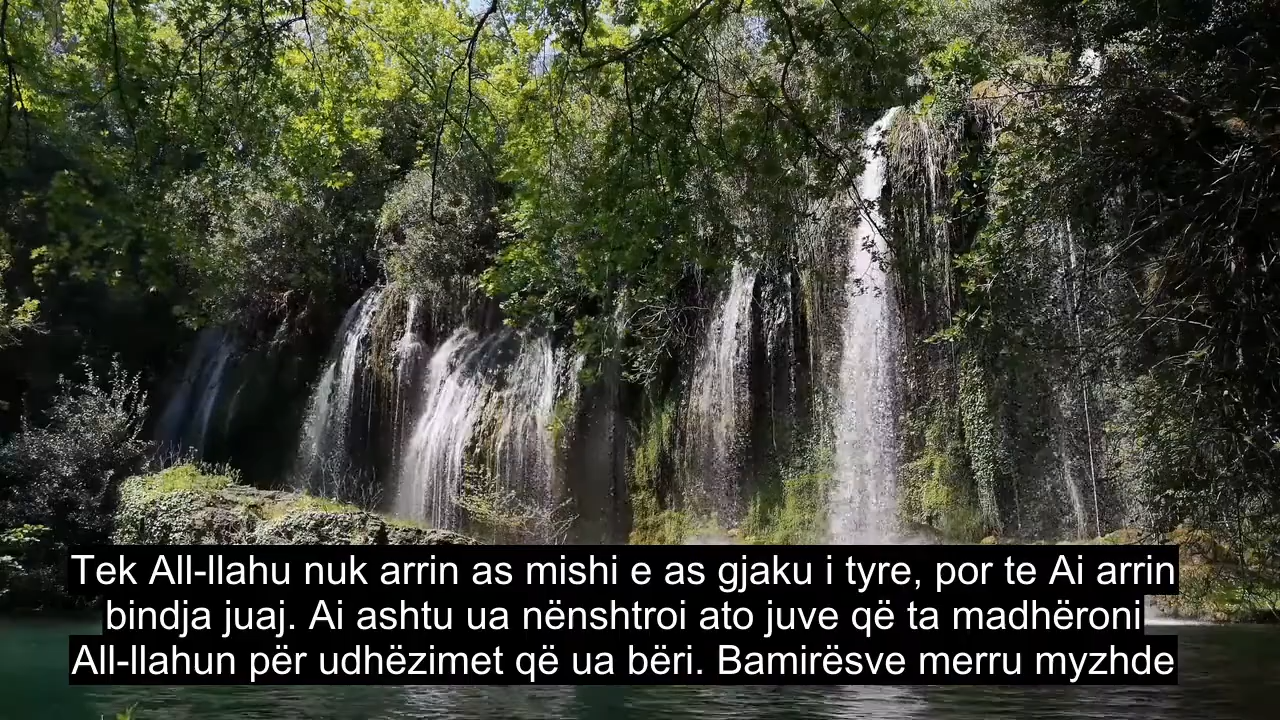 Tek All-llahu nuk arrin as mishi e as gjaku i tyre, por te Ai arrin
bindja juaj. Ai ashtu ua nënshtroi ato juve që ta madhëroni
All-llahun për udhëzimet që ua bëri. Bamirësve merru myzhde